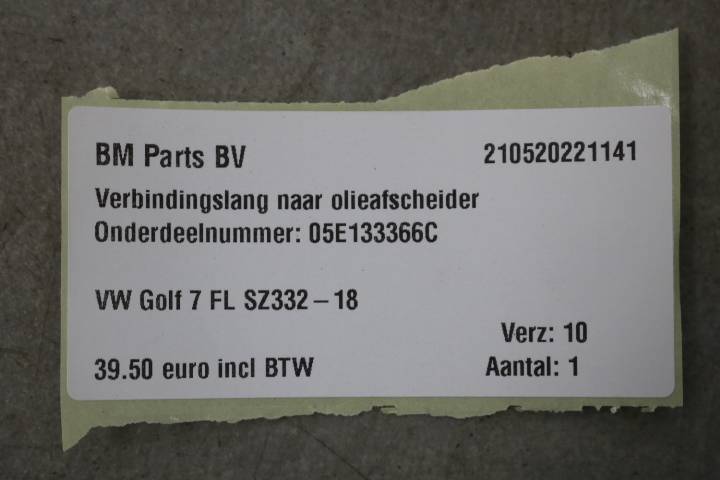 BM Parts BV 210520221141
Verbindingslang naar olieafscheider
Onderdeelnummer: 05E133366C
VW Golf 7 FL SZ332 - 18
Verz: 10
39.50 euro incl BTW Aantal: 1